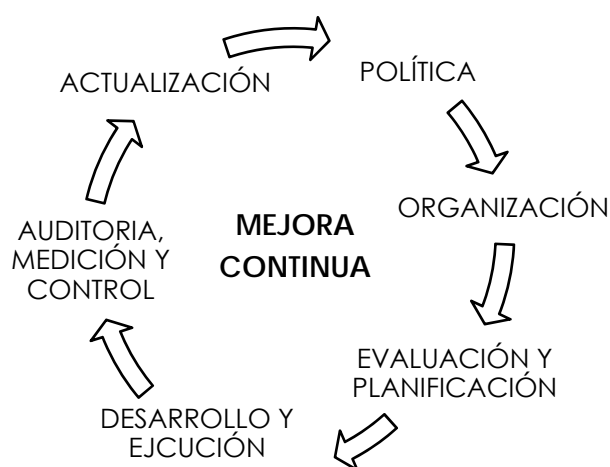 POLÍTICA
ORGANIZACIÓN
EVALUACIÓN Y
PLANIFICACIÓN
DESARROLLO Y
EJCUCIÓN
AUDITORIA,
MEDICIÓN Y
CONTROL
ACTUALIZACIÓN
MEJORA
CONTINUA